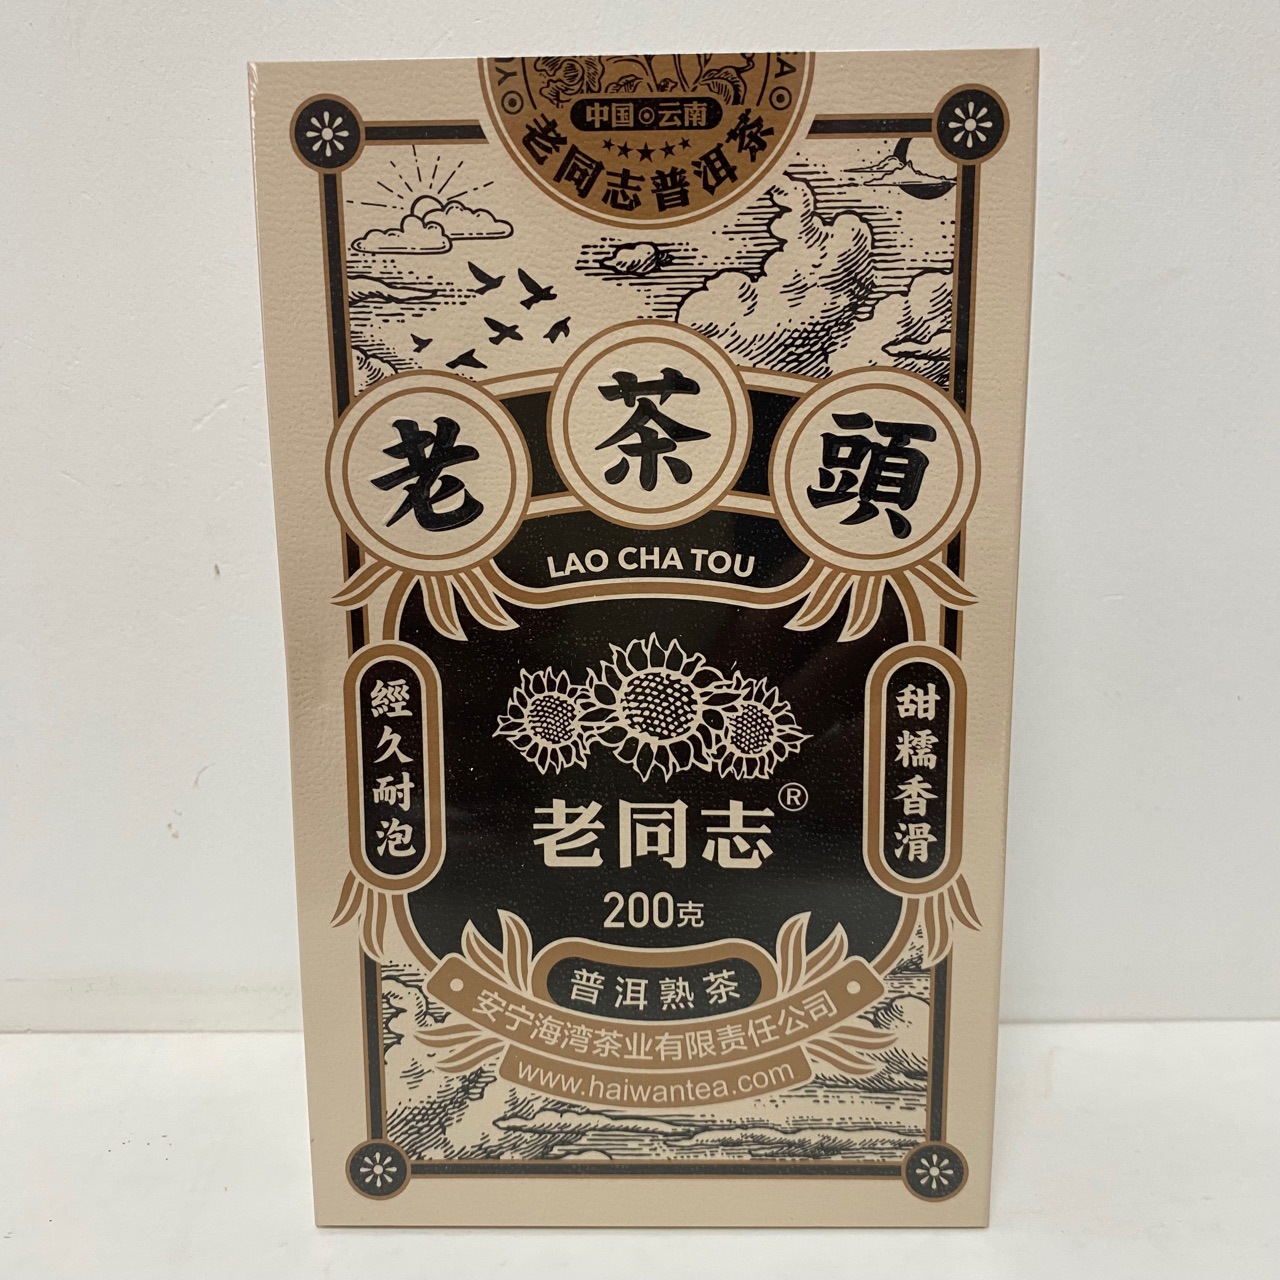 中国 云南
老同志普洱茶
老茶頭
LAO CHA TOU
經久耐泡
甜糯香滑
老同志®
200克
普洱熟茶
安宁海湾茶业有限责任公司
www.haiwantea.com